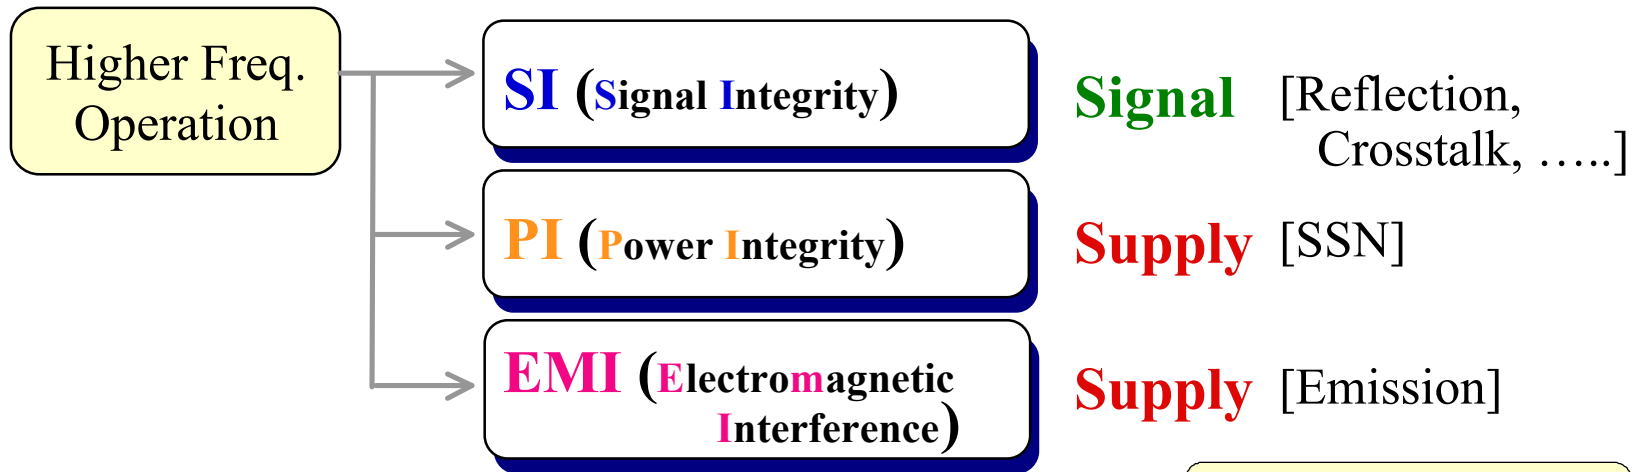 Higher Freq.
Operation
SI (Signal Integrity)
Signal
[Reflection,
Crosstalk, …..]
PI (Power Integrity)
Supply
[SSN]
EMI (Electromagnetic
Interference)
Supply
[Emission]